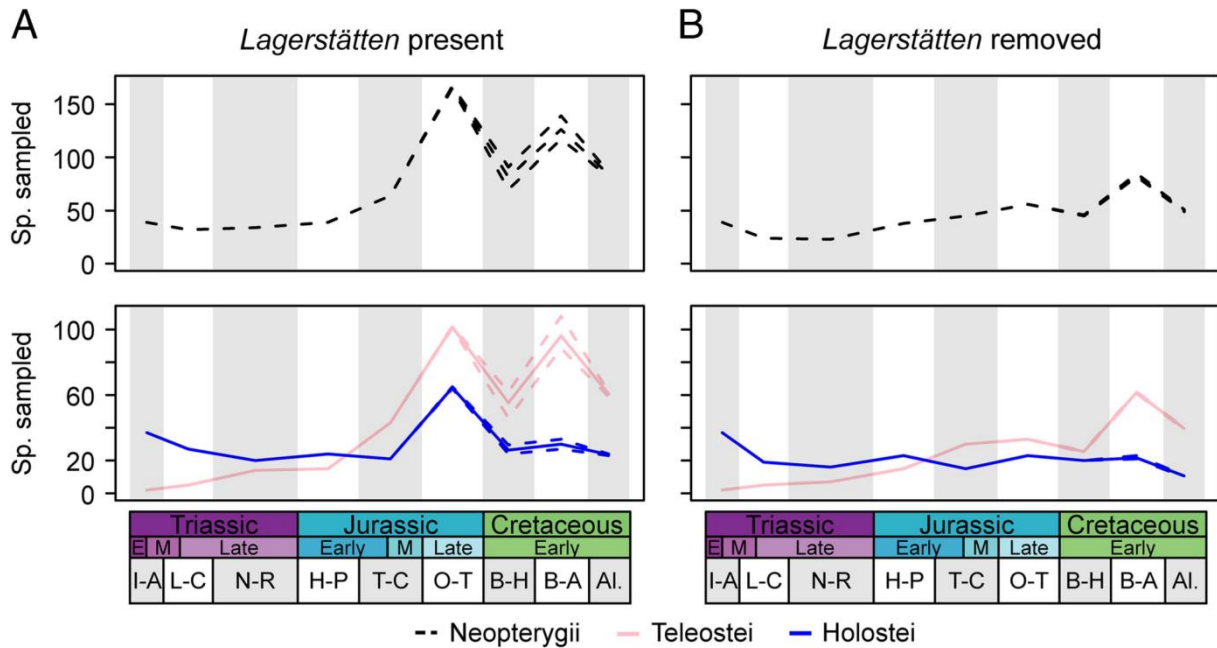 A
B
Lagerstätten present
Lagerstätten removed
Sp. sampled
150
100
50
0
Sp. sampled
100
60
20
0
Triassic Jurassic Cretaceous
E M Late Early M Late Early
I-A L-C N-R H-P T-C O-T B-H B-A Al.
Triassic Jurassic Cretaceous
E M Late Early M Late Early
I-A L-C N-R H-P T-C O-T B-H B-A Al.
Neopterygii Teleostei Holostei